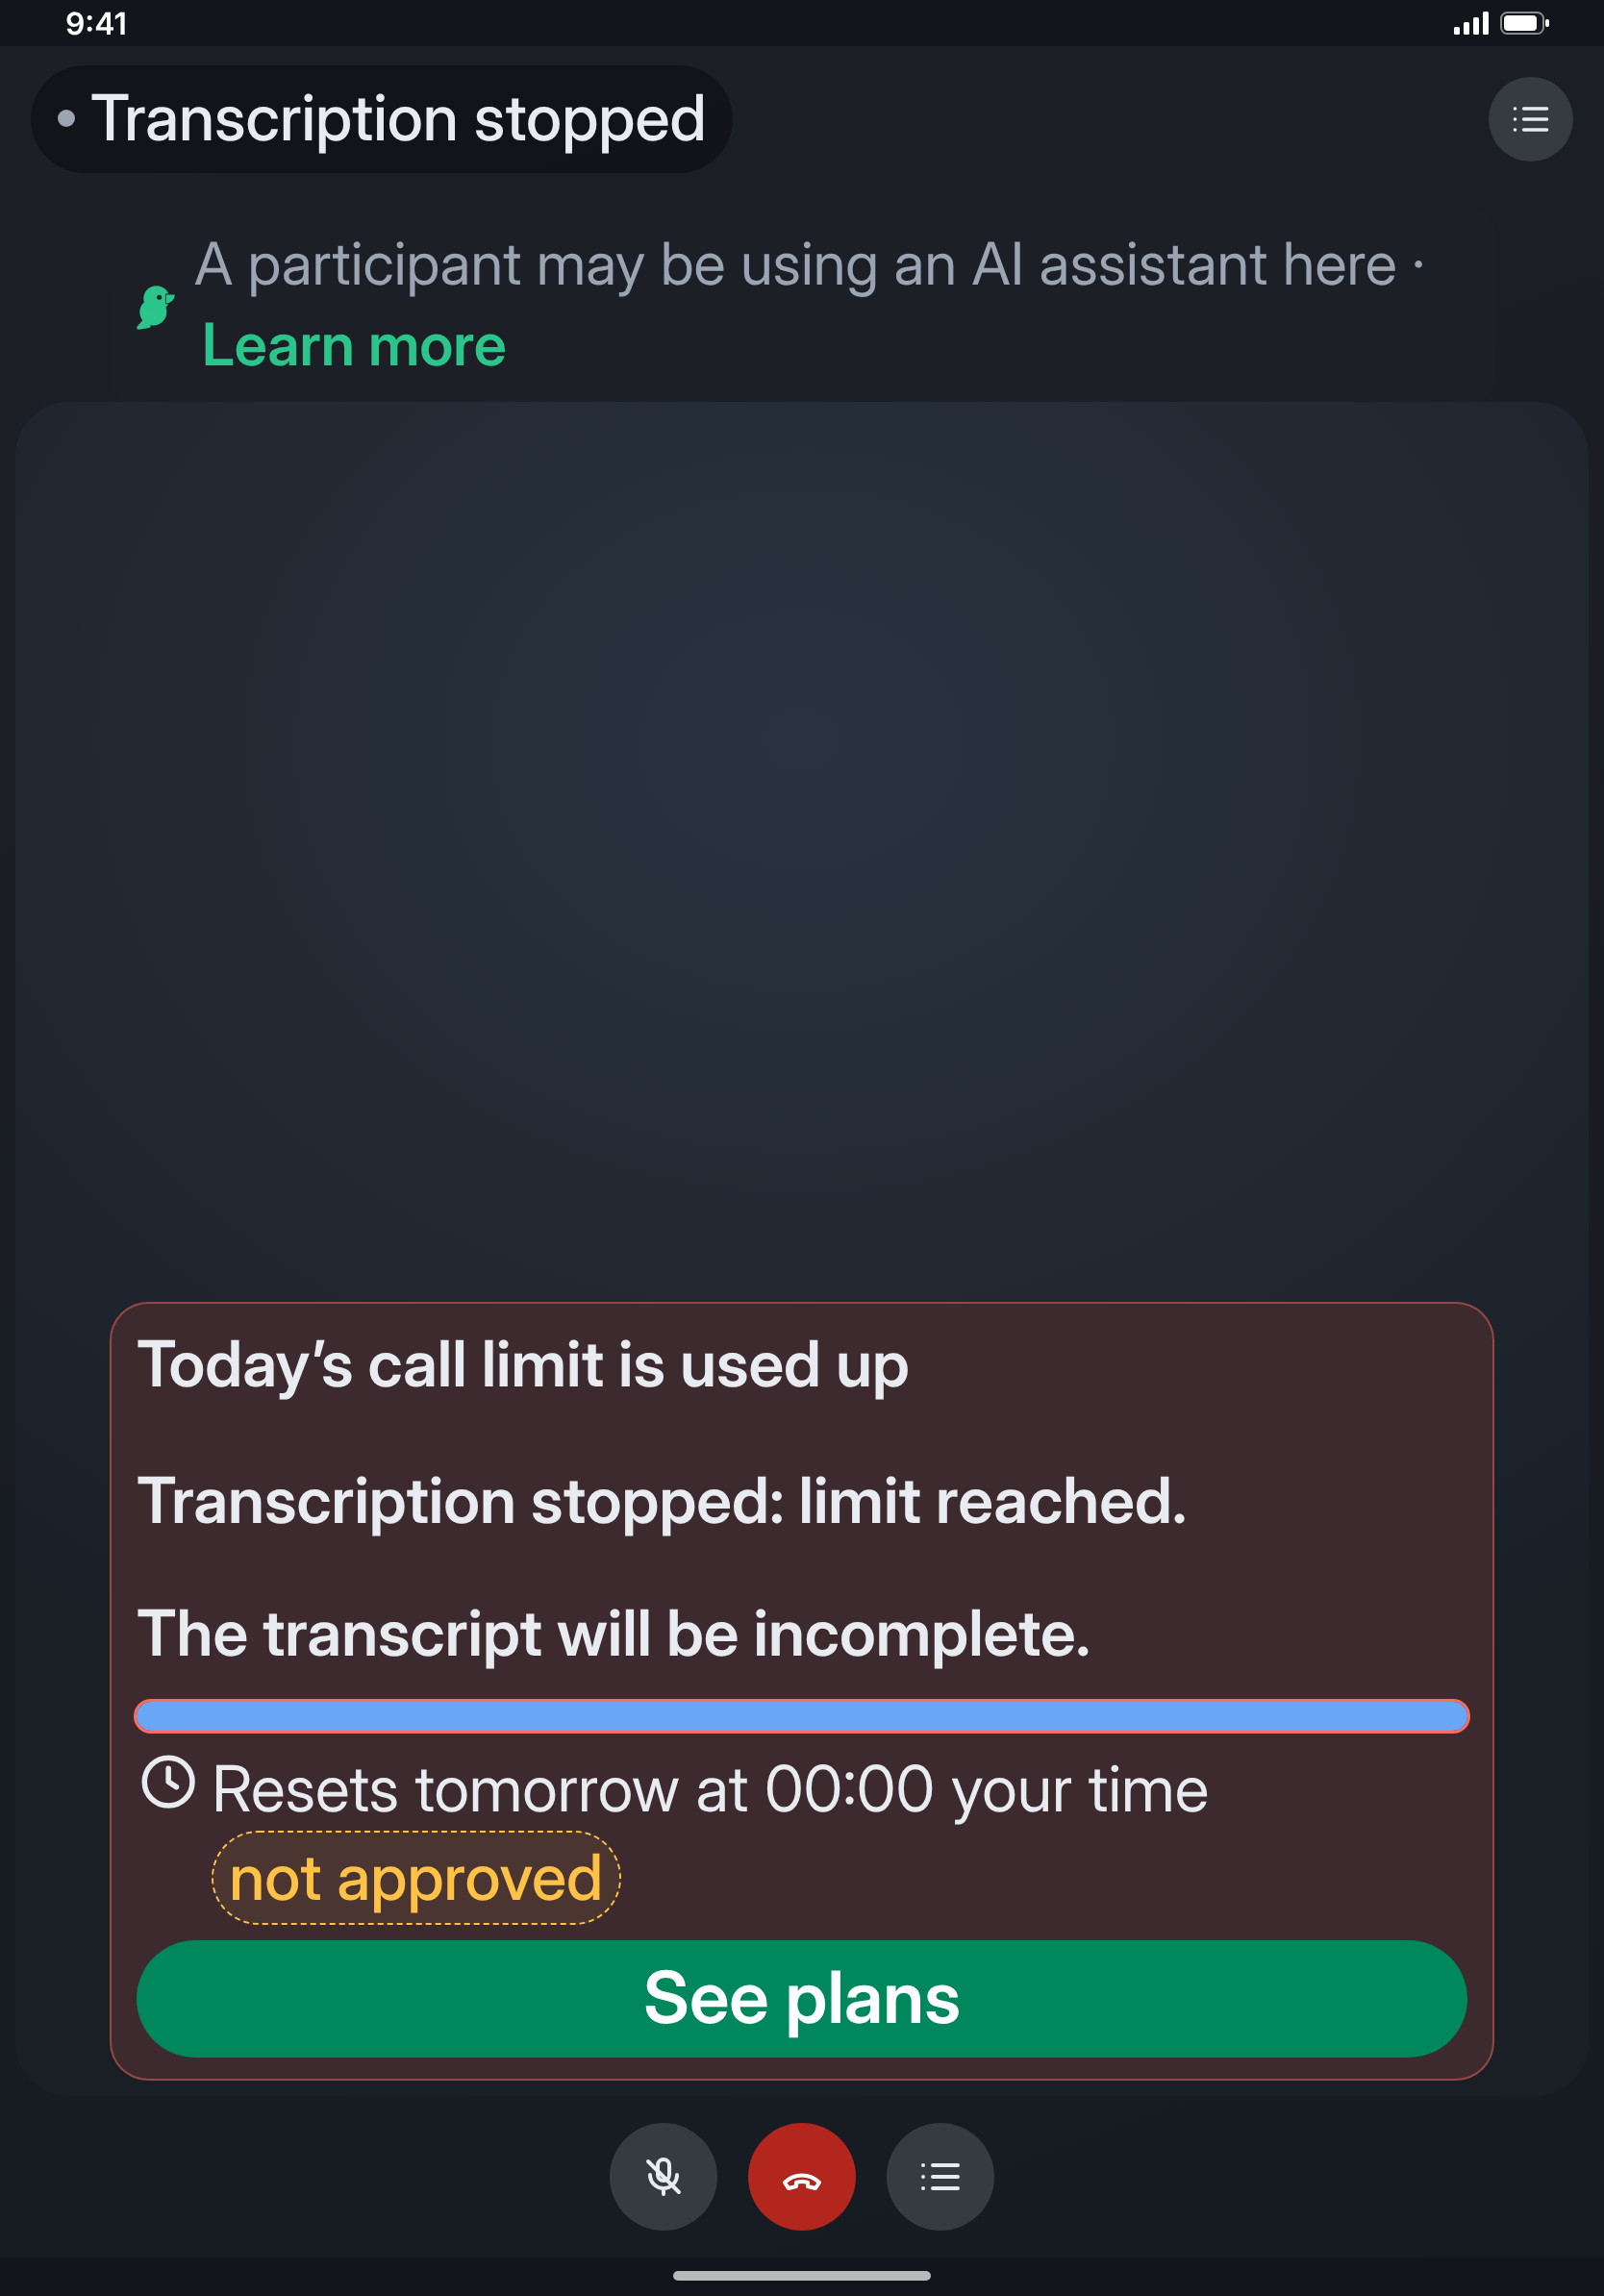 9:41
Transcription stopped
A participant may be using an AI assistant here ·
Learn more
Today’s call limit is used up
Transcription stopped: limit reached.
The transcript will be incomplete.
Resets tomorrow at 00:00 your time
not approved
See plans